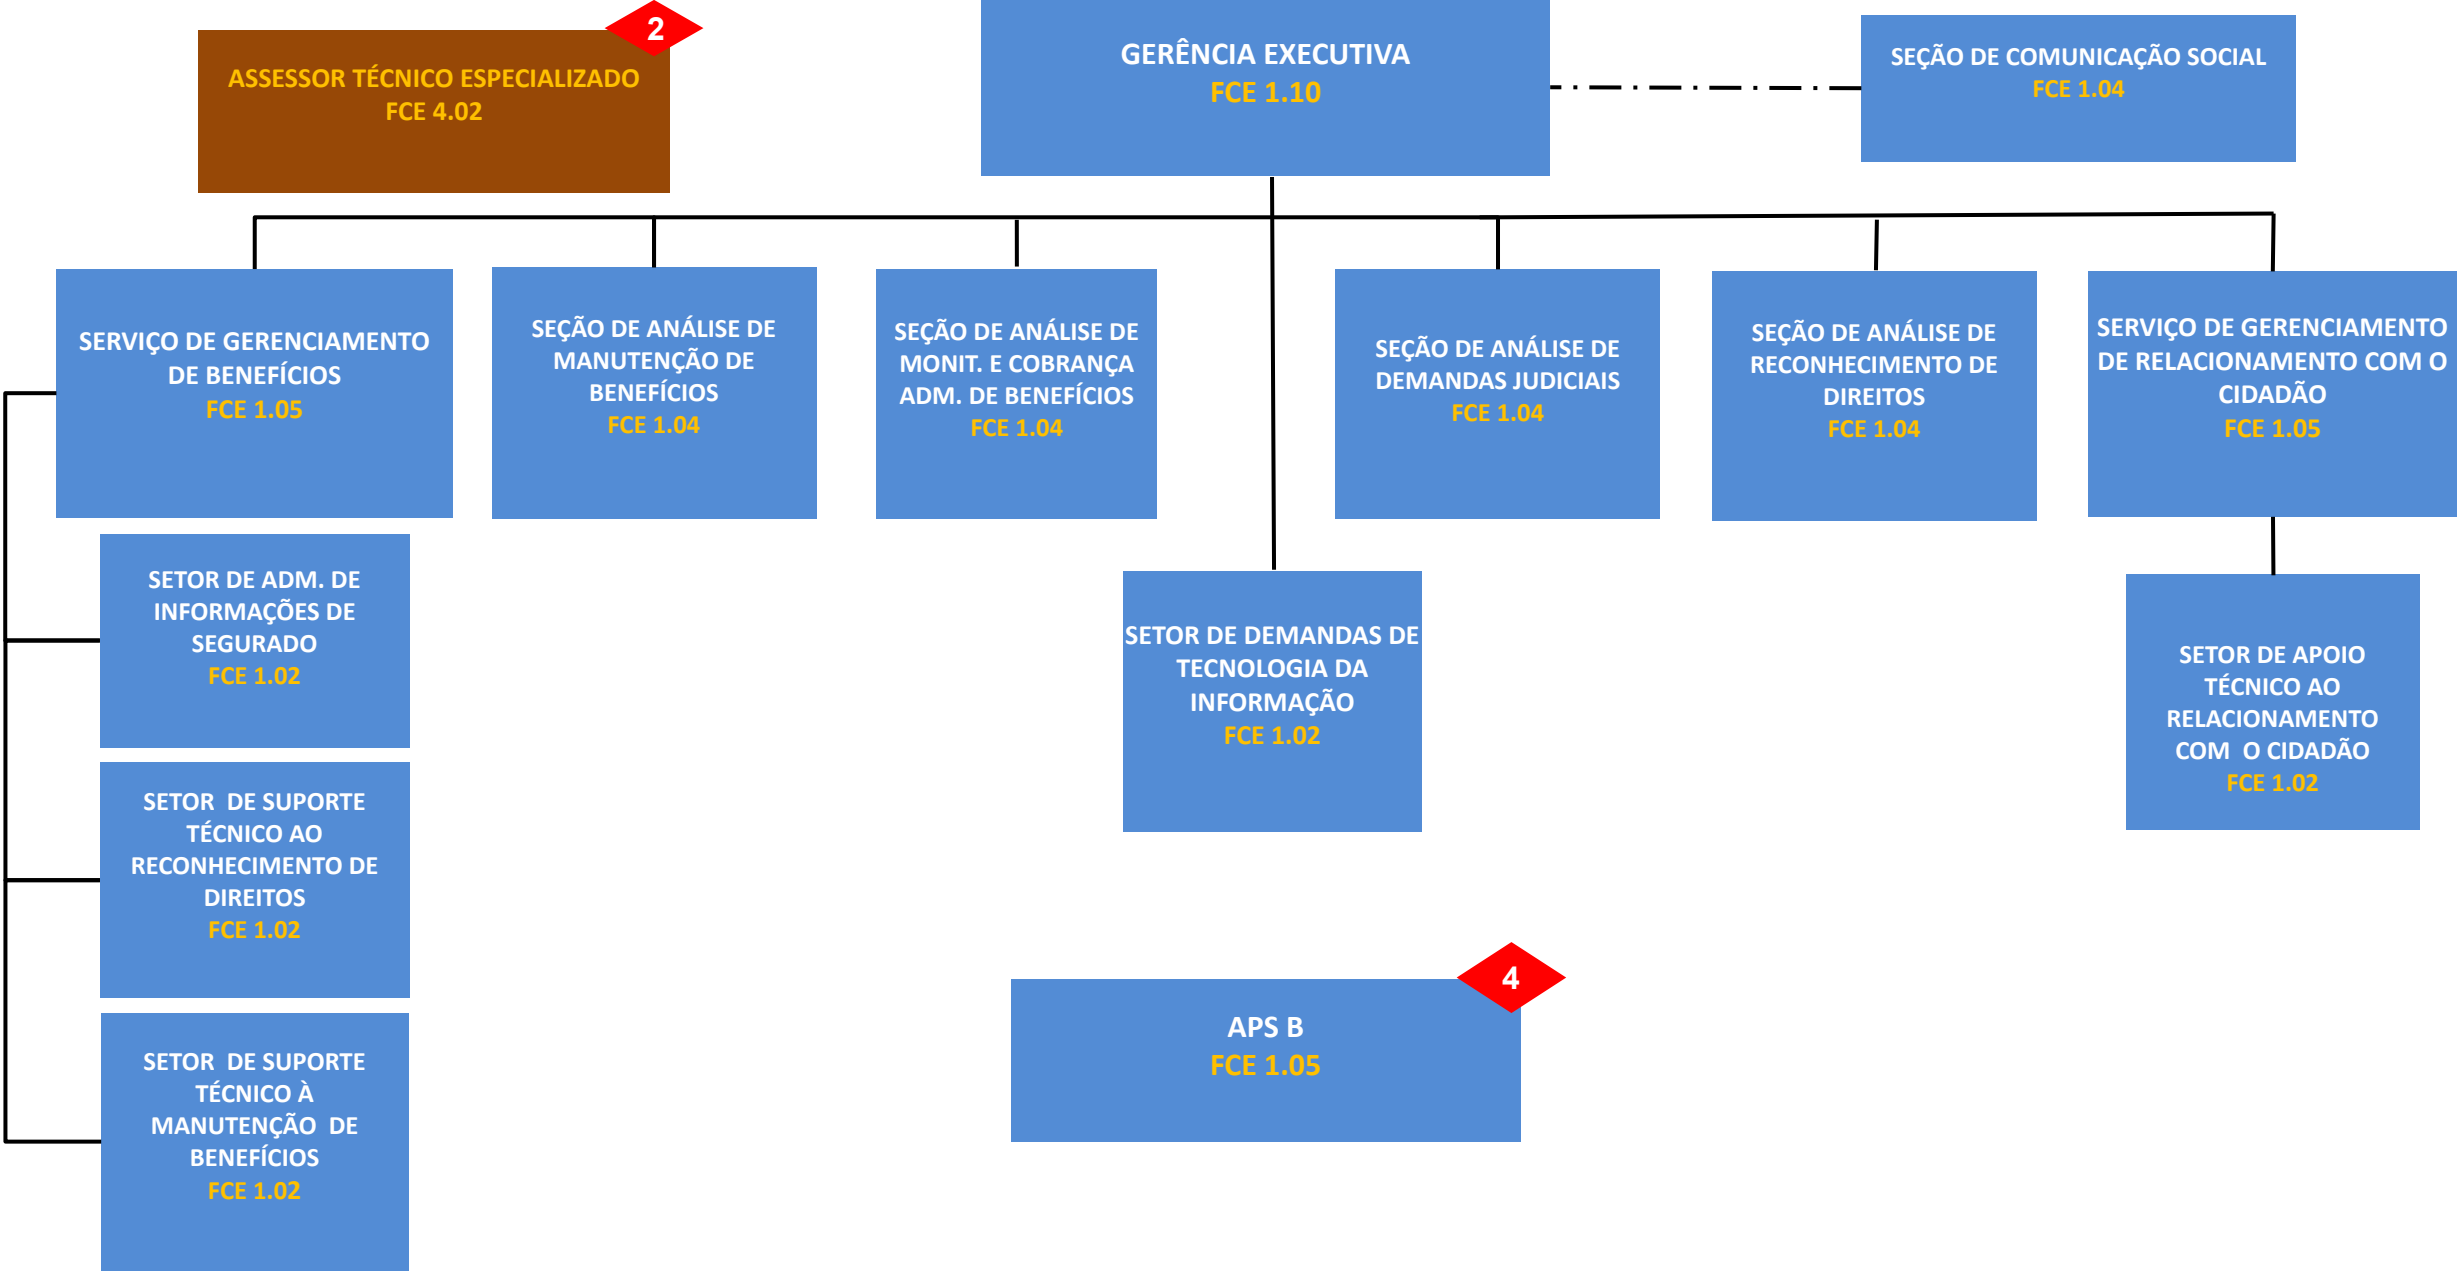 2
ASSESSOR TÉCNICO ESPECIALIZADO
FCE 4.02
GERÊNCIA EXECUTIVA
FCE 1.10
SEÇÃO DE COMUNICAÇÃO SOCIAL
FCE 1.04
SERVIÇO DE GERENCIAMENTO
DE BENEFÍCIOS
FCE 1.05
SEÇÃO DE ANÁLISE DE
MANUTENÇÃO DE
BENEFÍCIOS
FCE 1.04
SEÇÃO DE ANÁLISE DE
MONIT. E COBRANÇA
ADM. DE BENEFÍCIOS
FCE 1.04
SEÇÃO DE ANÁLISE DE
DEMANDAS JUDICIAIS
FCE 1.04
SEÇÃO DE ANÁLISE DE
RECONHECIMENTO DE
DIREITOS
FCE 1.04
SERVIÇO DE GERENCIAMENTO
DE RELACIONAMENTO COM O
CIDADÃO
FCE 1.05
SETOR DE ADM. DE
INFORMAÇÕES DE
SEGURADO
FCE 1.02
SETOR DE DEMANDAS DE
TECNOLOGIA DA
INFORMAÇÃO
FCE 1.02
SETOR DE APOIO
TÉCNICO AO
RELACIONAMENTO
COM O CIDADÃO
FCE 1.02
SETOR DE SUPORTE
TÉCNICO AO
RECONHECIMENTO DE
DIREITOS
FCE 1.02
4
APS B
FCE 1.05
SETOR DE SUPORTE
TÉCNICO À
MANUTENÇÃO DE
BENEFÍCIOS
FCE 1.02